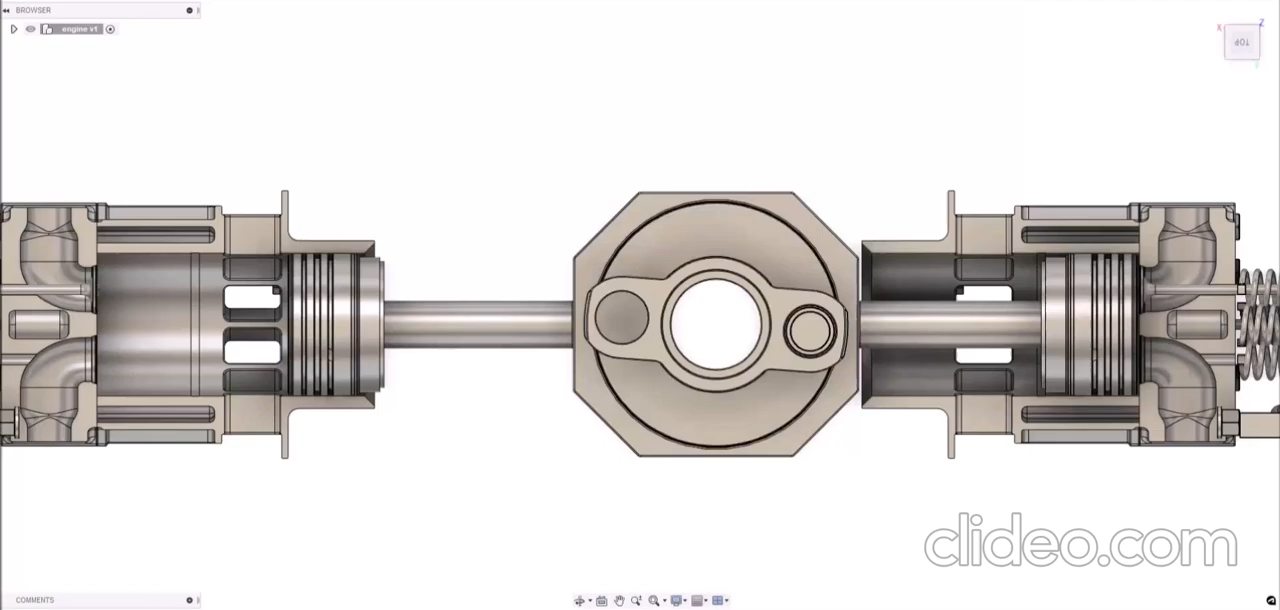 BROWSER
engine v1
X
Z
TOP
Y
clideo.com
COMMENTS